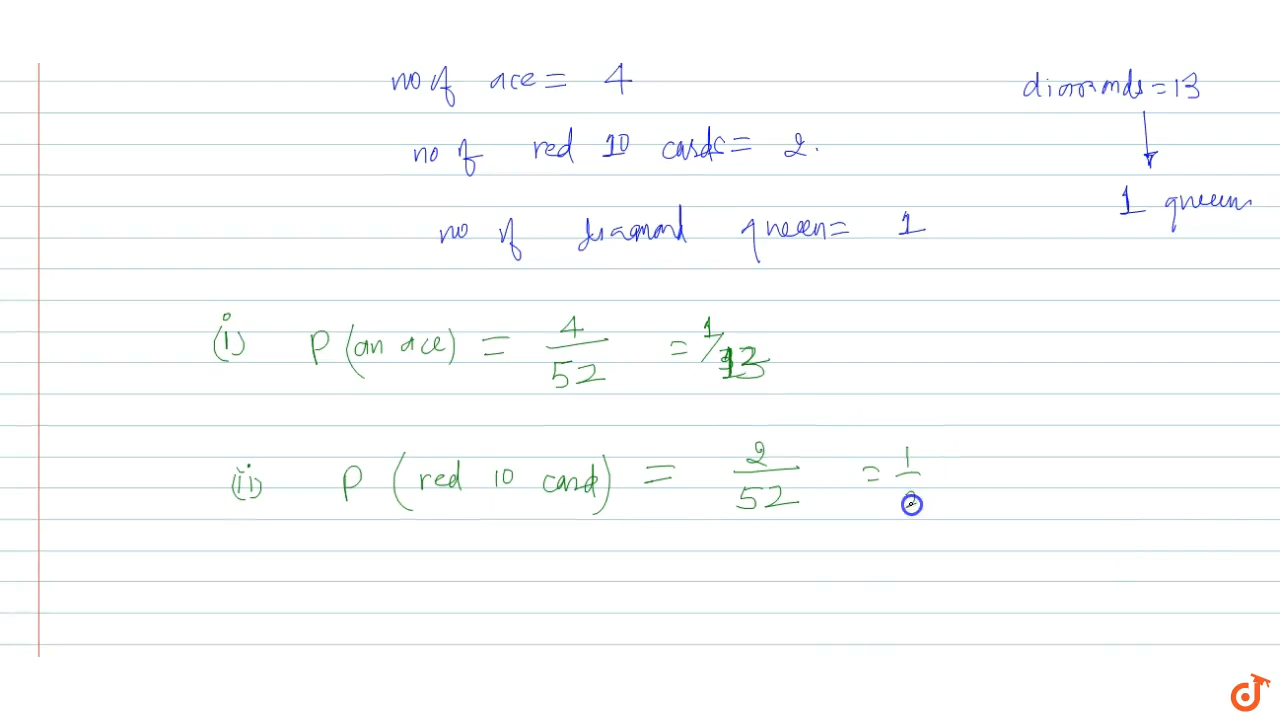 no of ace = 4
diamonds = 13
no of red 10 cards = 2.
1 queen
no of diamond queen = 1
(i) P (an ace) = 4/52 = 1/13
(ii) P (red 10 card) = 2/52 = 1/2